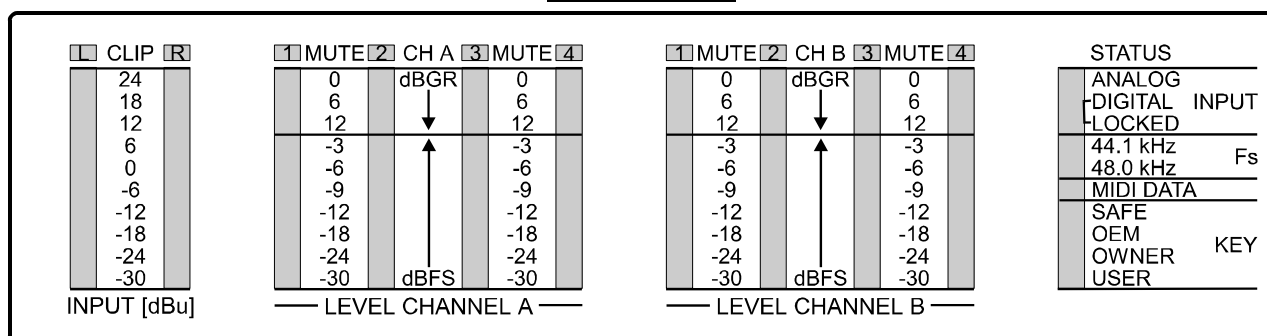 L CLIP R
24
18
12
6
0
-6
-12
-18
-24
-30
INPUT [dBu]
1 MUTE 2 CH A 3 MUTE 4
0 dBGR 0
6 6
12 12
-3 -3
-6 -6
-9 -9
-12 -12
-18 -18
-24 -24
-30 dBFS -30
LEVEL CHANNEL A
1 MUTE 2 CH B 3 MUTE 4
0 dBGR 0
6 6
12 12
-3 -3
-6 -6
-9 -9
-12 -12
-18 -18
-24 -24
-30 dBFS -30
LEVEL CHANNEL B
STATUS
ANALOG
DIGITAL INPUT
LOCKED
44.1 kHz
Fs
48.0 kHz
MIDI DATA
SAFE
OEM
KEY
OWNER
USER